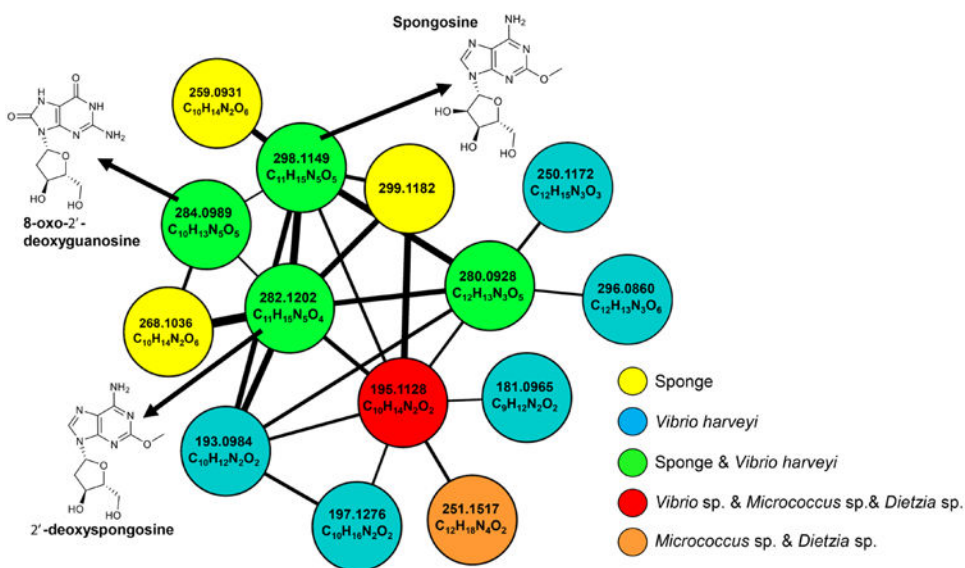 Spongosine
NH₂
N
N
N
N
O
O
HO
HO
OH
O
HN
NH
O
N
N
NH₂
O
HO
OH
8-oxo-2′-
deoxyguanosine
259.0931
C₁₀H₁₄N₂O₆
298.1149
C₁₁H₁₅N₅O₅
299.1182
250.1172
C₁₂H₁₅N₃O₃
284.0989
C₁₀H₁₃N₅O₅
280.0928
C₁₂H₁₃N₃O₅
296.0860
C₁₂H₁₃N₃O₆
282.1202
C₁₁H₁₅N₅O₄
268.1036
C₁₀H₁₄N₂O₆
195.1128
C₁₀H₁₄N₂O₂
181.0965
C₉H₁₂N₂O₂
193.0984
C₁₀H₁₂N₂O₂
197.1276
C₁₀H₁₆N₂O₂
251.1517
C₁₂H₁₈N₄O₂
NH₂
N
N
N
N
O
O
HO
OH
2′-deoxyspongosine
Sponge
Vibrio harveyi
Sponge & Vibrio harveyi
Vibrio sp. & Micrococcus sp.& Dietzia sp.
Micrococcus sp. & Dietzia sp.